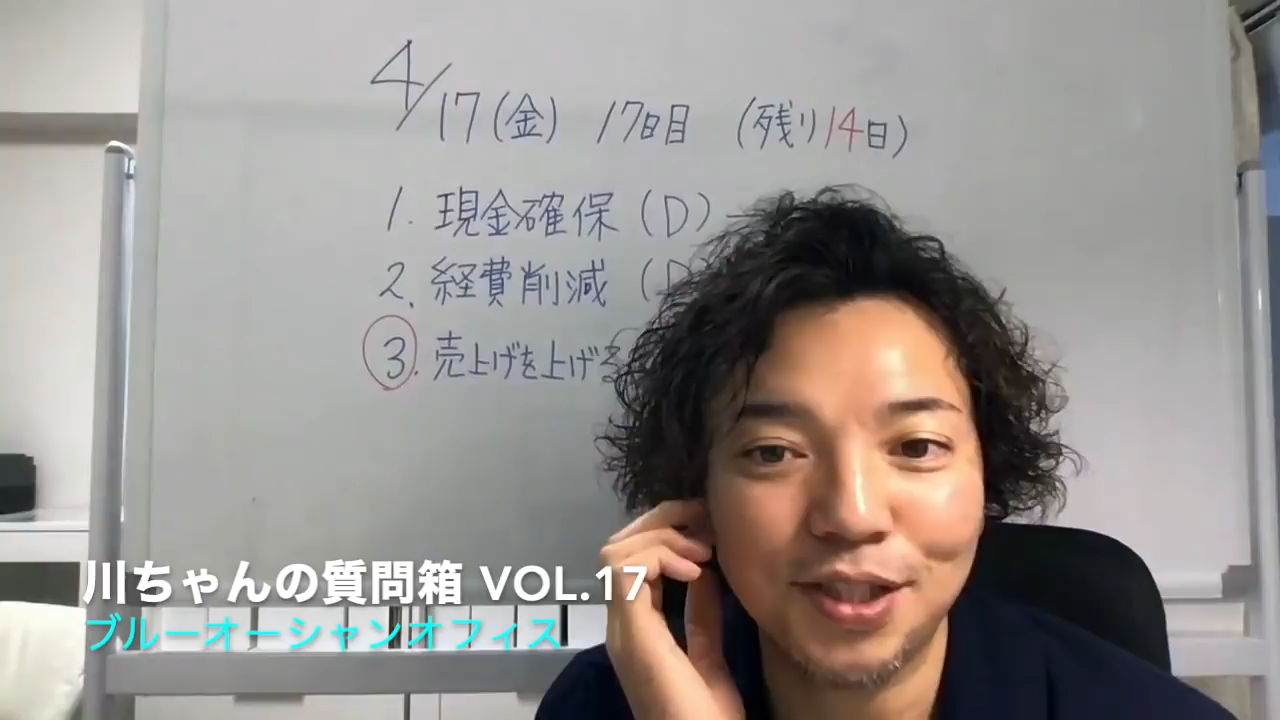 4/17(金) 17日目 (残り14日)
1. 現金確保 (D)
2. 経費削減 (D
3. 売上げを上げる
川ちゃんの質問箱 VOL.17
ブルーオーシャンオフィス